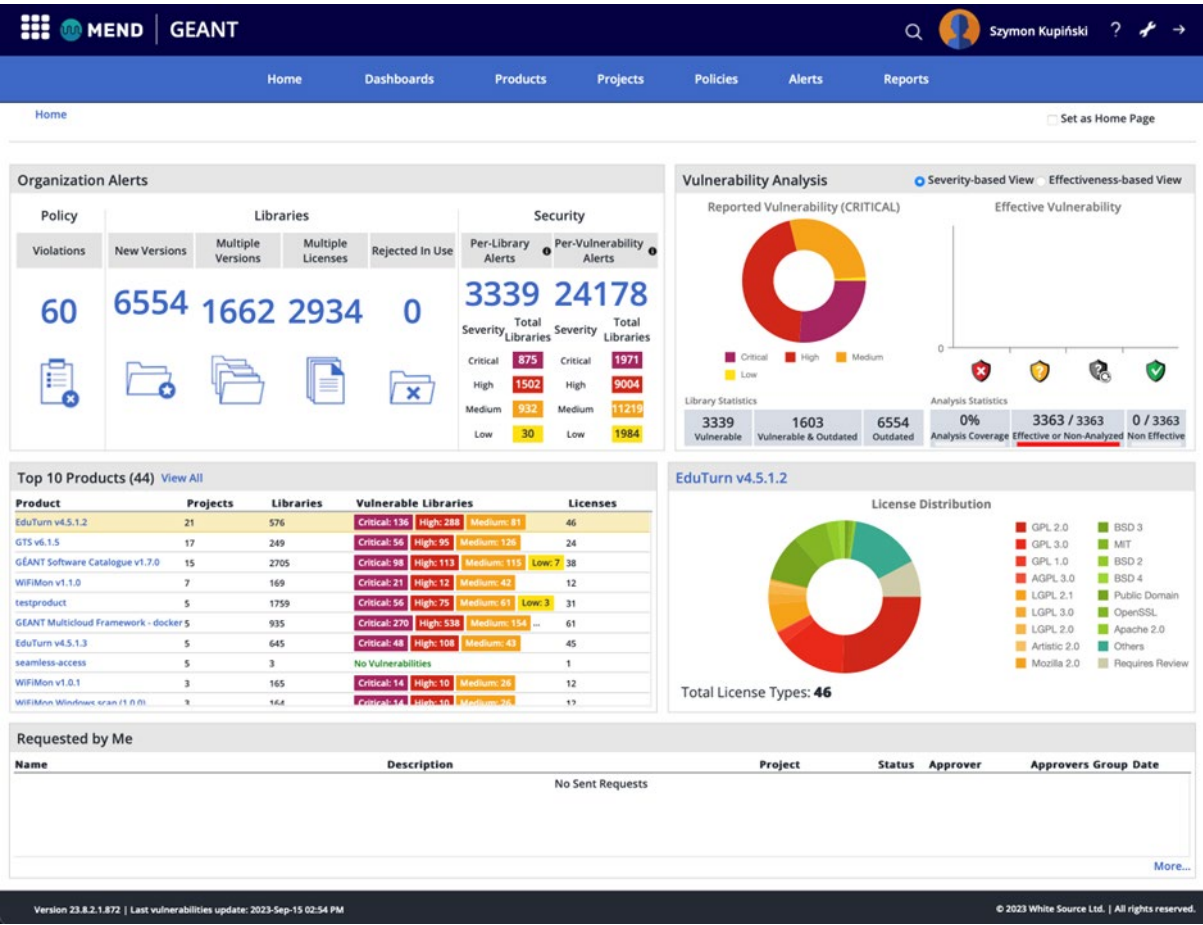 MEND GEANT
Szymon Kupiński ?
Home Dashboards Products Projects Policies Alerts Reports
Home
Set as Home Page
Organization Alerts
Policy Libraries Security
Violations New Versions Multiple Versions Multiple Licenses Rejected In Use Per-Library Alerts Per-Vulnerability Alerts
60 6554 1662 2934 0 3339 24178
Severity Total Libraries Severity Total Libraries
Critical 875 Critical 1971
High 1502 High 9004
Medium 932 Medium 11219
Low 30 Low 1984
Vulnerability Analysis Severity-based View Effectiveness-based View
Reported Vulnerability (CRITICAL) Effective Vulnerability
0
Critical High Medium
Low
Library Statistics Analysis Statistics
3339 1603 6554 0% 3363 / 3363 0 / 3363
Vulnerable Vulnerable & Outdated Outdated Analysis Coverage Effective or Non-Analyzed Non Effective
Top 10 Products (44) View All
Product Projects Libraries Vulnerable Libraries Licenses
EduTurn v4.5.1.2 21 576 Critical: 136 High: 288 Medium: 81 46
GTS v6.1.5 17 249 Critical: 56 High: 95 Medium: 126 24
GÉANT Software Catalogue v1.7.0 15 2705 Critical: 98 High: 113 Medium: 115 Low: 7 38
WiFiMon v1.1.0 7 169 Critical: 21 High: 12 Medium: 42 12
testproduct 5 1759 Critical: 56 High: 75 Medium: 61 Low: 3 31
GEANT Multicloud Framework - docker 5 935 Critical: 270 High: 538 Medium: 154 ... 61
EduTurn v4.5.1.3 5 645 Critical: 48 High: 108 Medium: 43 45
seamless-access 5 3 No Vulnerabilities 1
WiFiMon v1.0.1 3 165 Critical: 14 High: 10 Medium: 26 12
WiFiMon Windows scan (1.0.0) 3 164 Critical: 14 High: 10 Medium: 26 12
EduTurn v4.5.1.2
License Distribution
GPL 2.0 BSD 3
GPL 3.0 MIT
GPL 1.0 BSD 2
AGPL 3.0 BSD 4
LGPL 2.1 Public Domain
LGPL 3.0 OpenSSL
LGPL 2.0 Apache 2.0
Artistic 2.0 Others
Mozilla 2.0 Requires Review
Total License Types: 46
Requested by Me
Name Description Project Status Approver Approvers Group Date
No Sent Requests
More...
Version 23.8.2.1.872 | Last vulnerabilities update: 2023-Sep-15 02:54 PM © 2023 White Source Ltd. | All rights reserved.